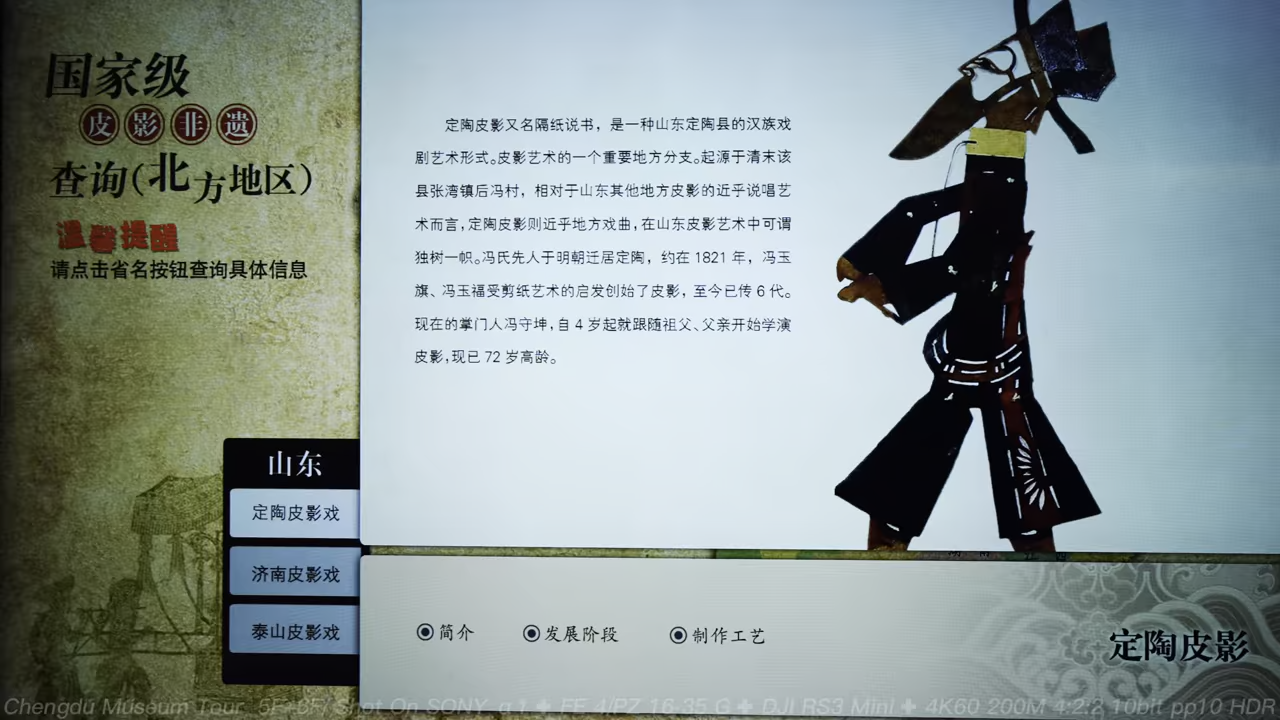 国家级
皮影非遗
查询(北方地区)
温馨提醒
请点击省名按钮查询具体信息
定陶皮影又名隔纸说书，是一种山东定陶县的汉族戏
剧艺术形式。皮影艺术的一个重要地方分支。起源于清末该
县张湾镇后冯村，相对于山东其他地方皮影的近乎说唱艺
术而言，定陶皮影则近乎地方戏曲，在山东皮影艺术中可谓
独树一帜。冯氏先人于明朝迁居定陶，约在 1821 年，冯玉
旗、冯玉福受剪纸艺术的启发创始了皮影，至今已传 6 代。
现在的掌门人冯守坤，自 4 岁起就跟随祖父、父亲开始学演
皮影，现已 72 岁高龄。
山东
定陶皮影戏
济南皮影戏
泰山皮影戏
简介
发展阶段
制作工艺
定陶皮影
Chengdu Museum Tour 5F+3F/ Shot On SONY α 1 ✦ FE 4/PZ 16-35 G ✦ DJI RS3 Mini ✦ 4K60 200M 4:2:2 10bit pp10 HDR